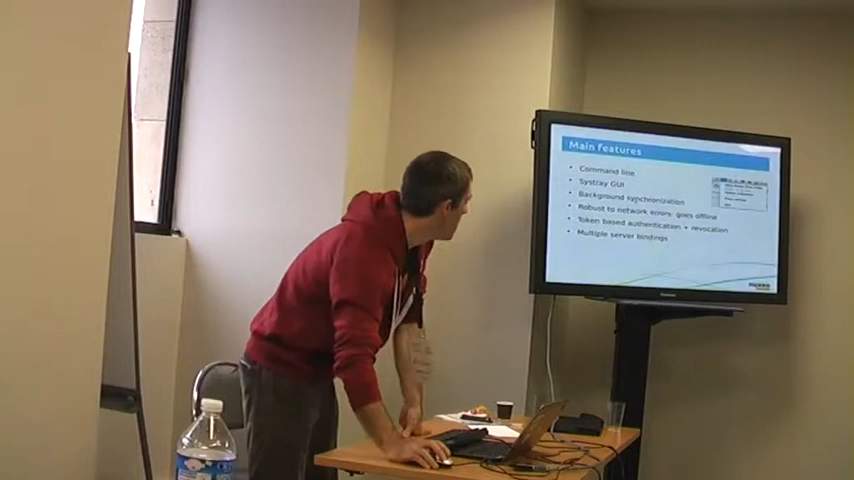 Main features
• Command line
• Systray GUI
• Background synchronization
• Robust to network errors: goes offline
• Token based authentication + revocation
• Multiple server bindings
nuxeo